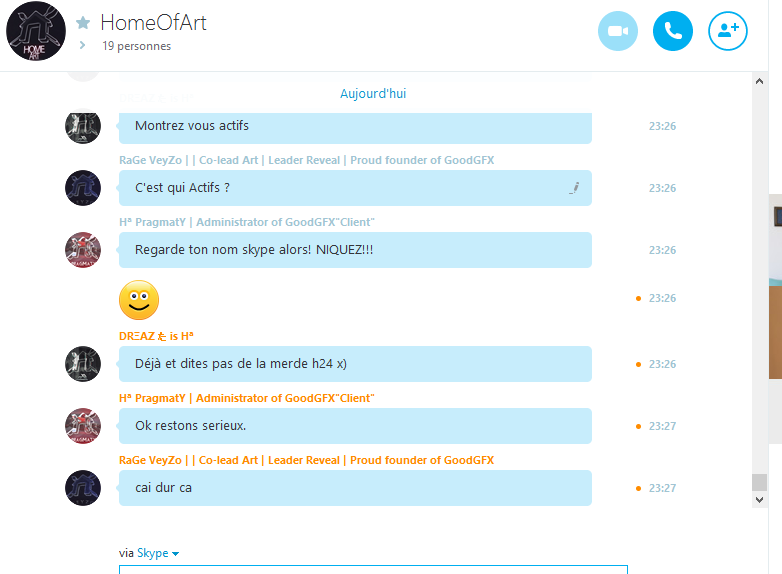 HomeOfArt
19 personnes
HOME
ART
Aujourd'hui
Montrez vous actifs
23:26
RaGe VeyZo | | Co-lead Art | Leader Reveal | Proud founder of GoodGFX
C'est qui Actifs ?
23:26
Hª PragmatY | Administrator of GoodGFX"Client"
Regarde ton nom skype alors! NIQUEZ!!!
23:26
23:26
DRΞAZ た is Hª
Déjà et dites pas de la merde h24 x)
23:26
Hª PragmatY | Administrator of GoodGFX"Client"
Ok restons serieux.
23:27
RaGe VeyZo | | Co-lead Art | Leader Reveal | Proud founder of GoodGFX
cai dur ca
23:27
via Skype